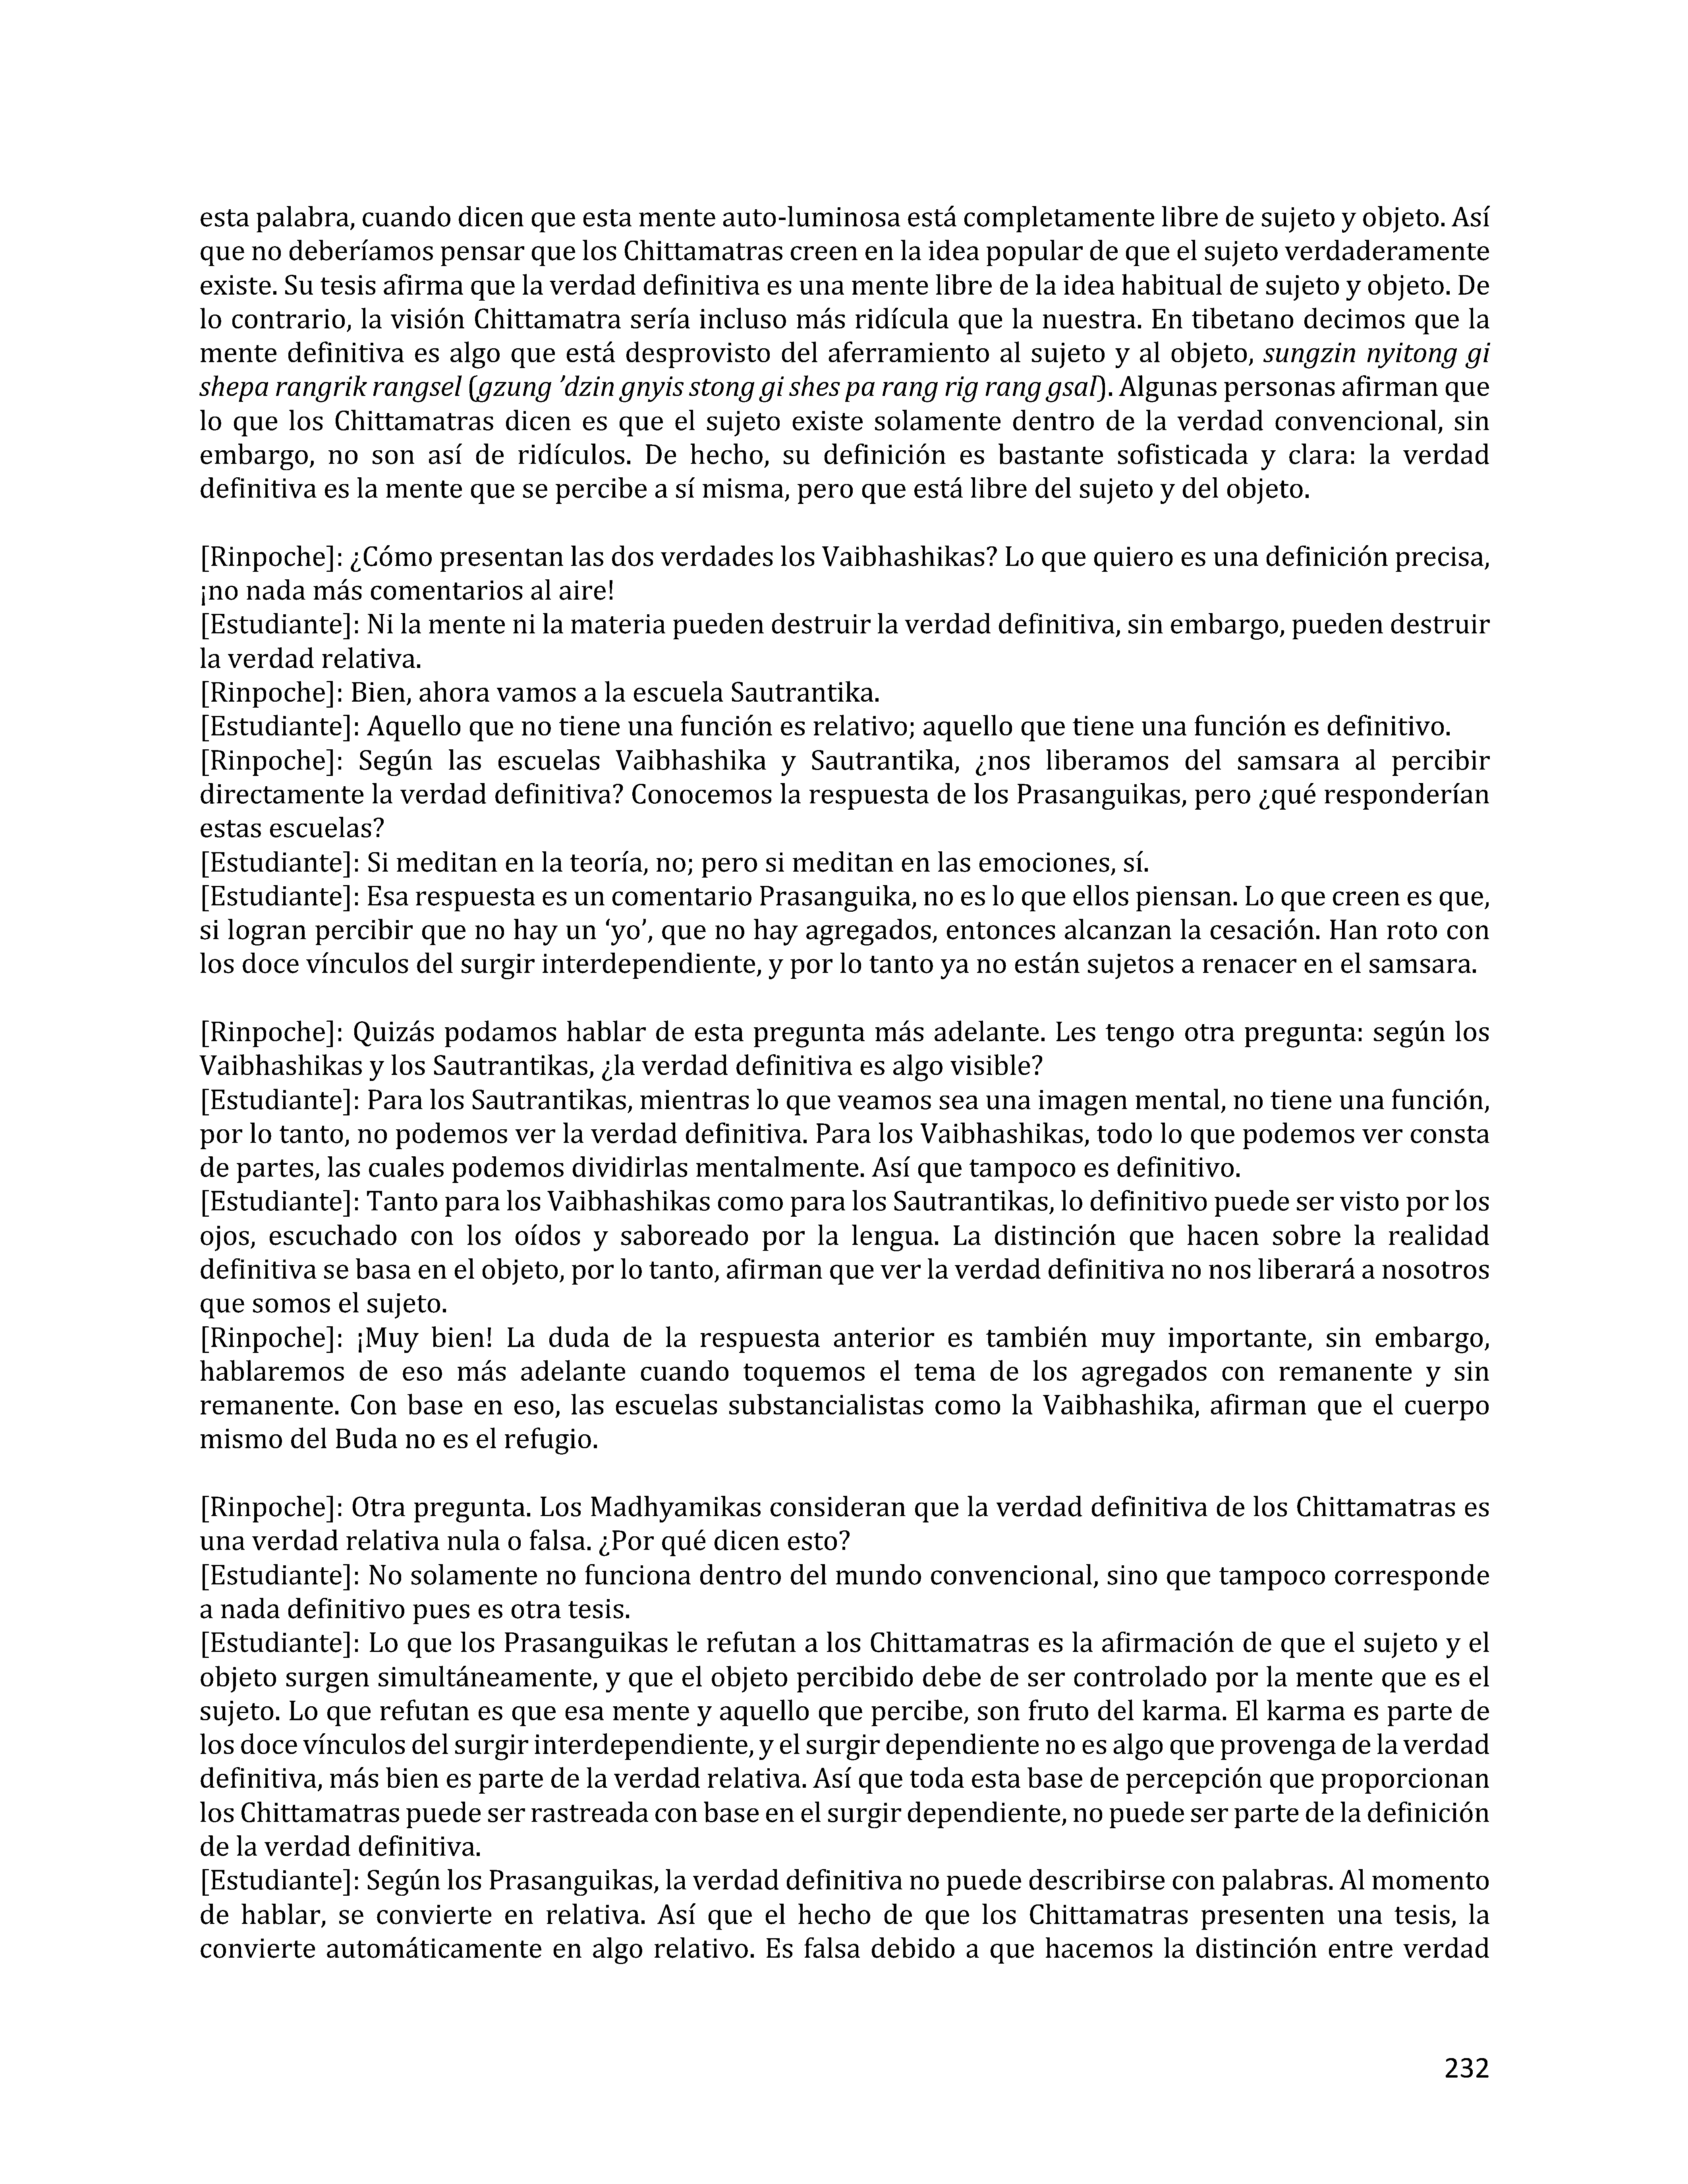 esta palabra, cuando dicen que esta mente auto-luminosa está completamente libre de sujeto y objeto. Así
que no deberíamos pensar que los Chittamatras creen en la idea popular de que el sujeto verdaderamente
existe. Su tesis afirma que la verdad definitiva es una mente libre de la idea habitual de sujeto y objeto. De
lo contrario, la visión Chittamatra sería incluso más ridícula que la nuestra. En tibetano decimos que la
mente definitiva es algo que está desprovisto del aferramiento al sujeto y al objeto, sungzin nyitong gi
shepa rangrik rangsel (gzung ’dzin gnyis stong gi shes pa rang rig rang gsal). Algunas personas afirman que
lo que los Chittamatras dicen es que el sujeto existe solamente dentro de la verdad convencional, sin
embargo, no son así de ridículos. De hecho, su definición es bastante sofisticada y clara: la verdad
definitiva es la mente que se percibe a sí misma, pero que está libre del sujeto y del objeto.

[Rinpoche]: ¿Cómo presentan las dos verdades los Vaibhashikas? Lo que quiero es una definición precisa,
¡no nada más comentarios al aire!
[Estudiante]: Ni la mente ni la materia pueden destruir la verdad definitiva, sin embargo, pueden destruir
la verdad relativa.
[Rinpoche]: Bien, ahora vamos a la escuela Sautrantika.
[Estudiante]: Aquello que no tiene una función es relativo; aquello que tiene una función es definitivo.
[Rinpoche]: Según las escuelas Vaibhashika y Sautrantika, ¿nos liberamos del samsara al percibir
directamente la verdad definitiva? Conocemos la respuesta de los Prasanguikas, pero ¿qué responderían
estas escuelas?
[Estudiante]: Si meditan en la teoría, no; pero si meditan en las emociones, sí.
[Estudiante]: Esa respuesta es un comentario Prasanguika, no es lo que ellos piensan. Lo que creen es que,
si logran percibir que no hay un ‘yo’, que no hay agregados, entonces alcanzan la cesación. Han roto con
los doce vínculos del surgir interdependiente, y por lo tanto ya no están sujetos a renacer en el samsara.

[Rinpoche]: Quizás podamos hablar de esta pregunta más adelante. Les tengo otra pregunta: según los
Vaibhashikas y los Sautrantikas, ¿la verdad definitiva es algo visible?
[Estudiante]: Para los Sautrantikas, mientras lo que veamos sea una imagen mental, no tiene una función,
por lo tanto, no podemos ver la verdad definitiva. Para los Vaibhashikas, todo lo que podemos ver consta
de partes, las cuales podemos dividirlas mentalmente. Así que tampoco es definitivo.
[Estudiante]: Tanto para los Vaibhashikas como para los Sautrantikas, lo definitivo puede ser visto por los
ojos, escuchado con los oídos y saboreado por la lengua. La distinción que hacen sobre la realidad
definitiva se basa en el objeto, por lo tanto, afirman que ver la verdad definitiva no nos liberará a nosotros
que somos el sujeto.
[Rinpoche]: ¡Muy bien! La duda de la respuesta anterior es también muy importante, sin embargo,
hablaremos de eso más adelante cuando toquemos el tema de los agregados con remanente y sin
remanente. Con base en eso, las escuelas substancialistas como la Vaibhashika, afirman que el cuerpo
mismo del Buda no es el refugio.

[Rinpoche]: Otra pregunta. Los Madhyamikas consideran que la verdad definitiva de los Chittamatras es
una verdad relativa nula o falsa. ¿Por qué dicen esto?
[Estudiante]: No solamente no funciona dentro del mundo convencional, sino que tampoco corresponde
a nada definitivo pues es otra tesis.
[Estudiante]: Lo que los Prasanguikas le refutan a los Chittamatras es la afirmación de que el sujeto y el
objeto surgen simultáneamente, y que el objeto percibido debe de ser controlado por la mente que es el
sujeto. Lo que refutan es que esa mente y aquello que percibe, son fruto del karma. El karma es parte de
los doce vínculos del surgir interdependiente, y el surgir dependiente no es algo que provenga de la verdad
definitiva, más bien es parte de la verdad relativa. Así que toda esta base de percepción que proporcionan
los Chittamatras puede ser rastreada con base en el surgir dependiente, no puede ser parte de la definición
de la verdad definitiva.
[Estudiante]: Según los Prasanguikas, la verdad definitiva no puede describirse con palabras. Al momento
de hablar, se convierte en relativa. Así que el hecho de que los Chittamatras presenten una tesis, la
convierte automáticamente en algo relativo. Es falsa debido a que hacemos la distinción entre verdad

232